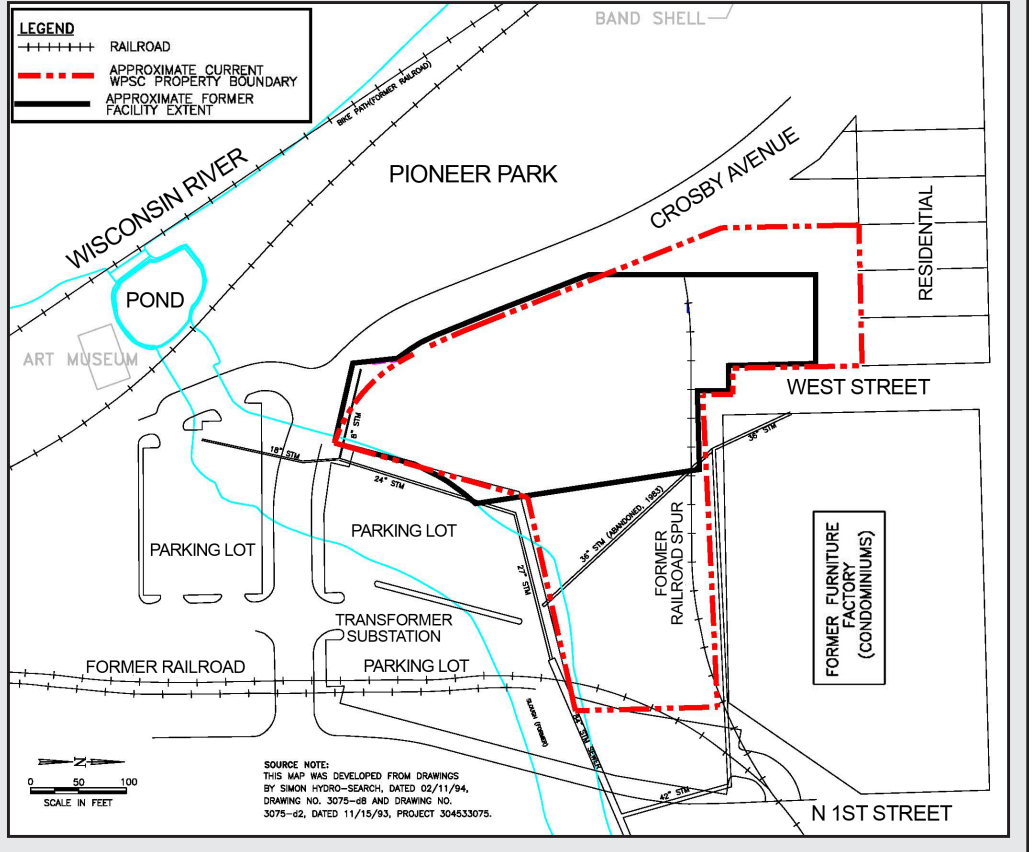 BAND SHELL
LEGEND
RAILROAD
APPROXIMATE CURRENT
WPSC PROPERTY BOUNDARY
APPROXIMATE FORMER
FACILITY EXTENT
BIKE PATH(FORMER RAILROAD)
WISCONSIN RIVER
PIONEER PARK
CROSBY AVENUE
RESIDENTIAL
POND
ART MUSEUM
WEST STREET
8" STM
18" STM
24" STM
36" STM
36" STM (ABANDONED, 1983)
PARKING LOT
PARKING LOT
27" STM
FORMER
RAILROAD SPUR
FORMER FURNITURE
FACTORY
(CONDOMINIUMS)
TRANSFORMER
SUBSTATION
FORMER RAILROAD
PARKING LOT
SLOUGH (FORMER)
STM SEWER
42" STM
N
0 50 100
SCALE IN FEET
SOURCE NOTE:
THIS MAP WAS DEVELOPED FROM DRAWINGS
BY SIMON HYDRO-SEARCH, DATED 02/11/94,
DRAWING NO. 3075-d8 AND DRAWING NO.
3075-d2, DATED 11/15/93, PROJECT 304533075.
N 1ST STREET